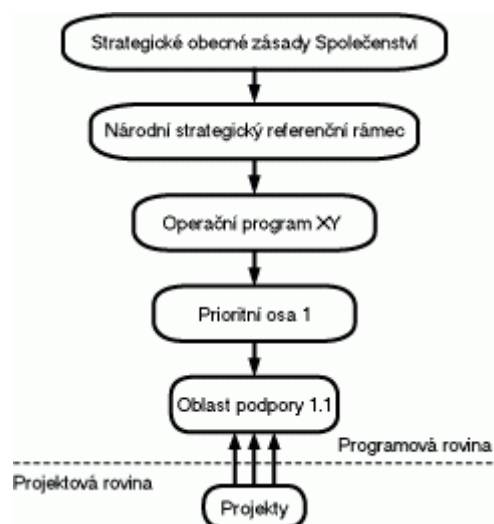 Strategické obecné zásady Společenství
Národní strategický referenční rámec
Operační program XY
Prioritní osa 1
Oblast podpory 1.1
Programová rovina
Projektová rovina
Projekty